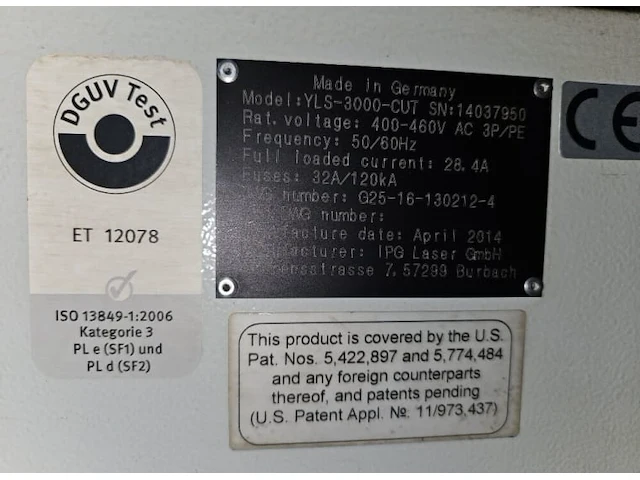 DGUV Test
ET 12078
ISO 13849-1:2006
Kategorie 3
PL e (SF1) und
PL d (SF2)
Made in Germany
Model:YLS-3000-CUT SN:14037950
Rat. voltage: 400-460V AC 3P/PE
Frequency: 50/60Hz
Full loaded current: 28.4A
Fuses: 32A/120kA
number: G25-16-130212-4
number:
date: April 2014
IPG Laser GmbH
7, 57299 Burbach
CE
This product is covered by the U.S.
Pat. Nos. 5,422,897 and 5,774,484
and any foreign counterparts
thereof, and patents pending
(U.S. Patent Appl. №. 11/973,437)